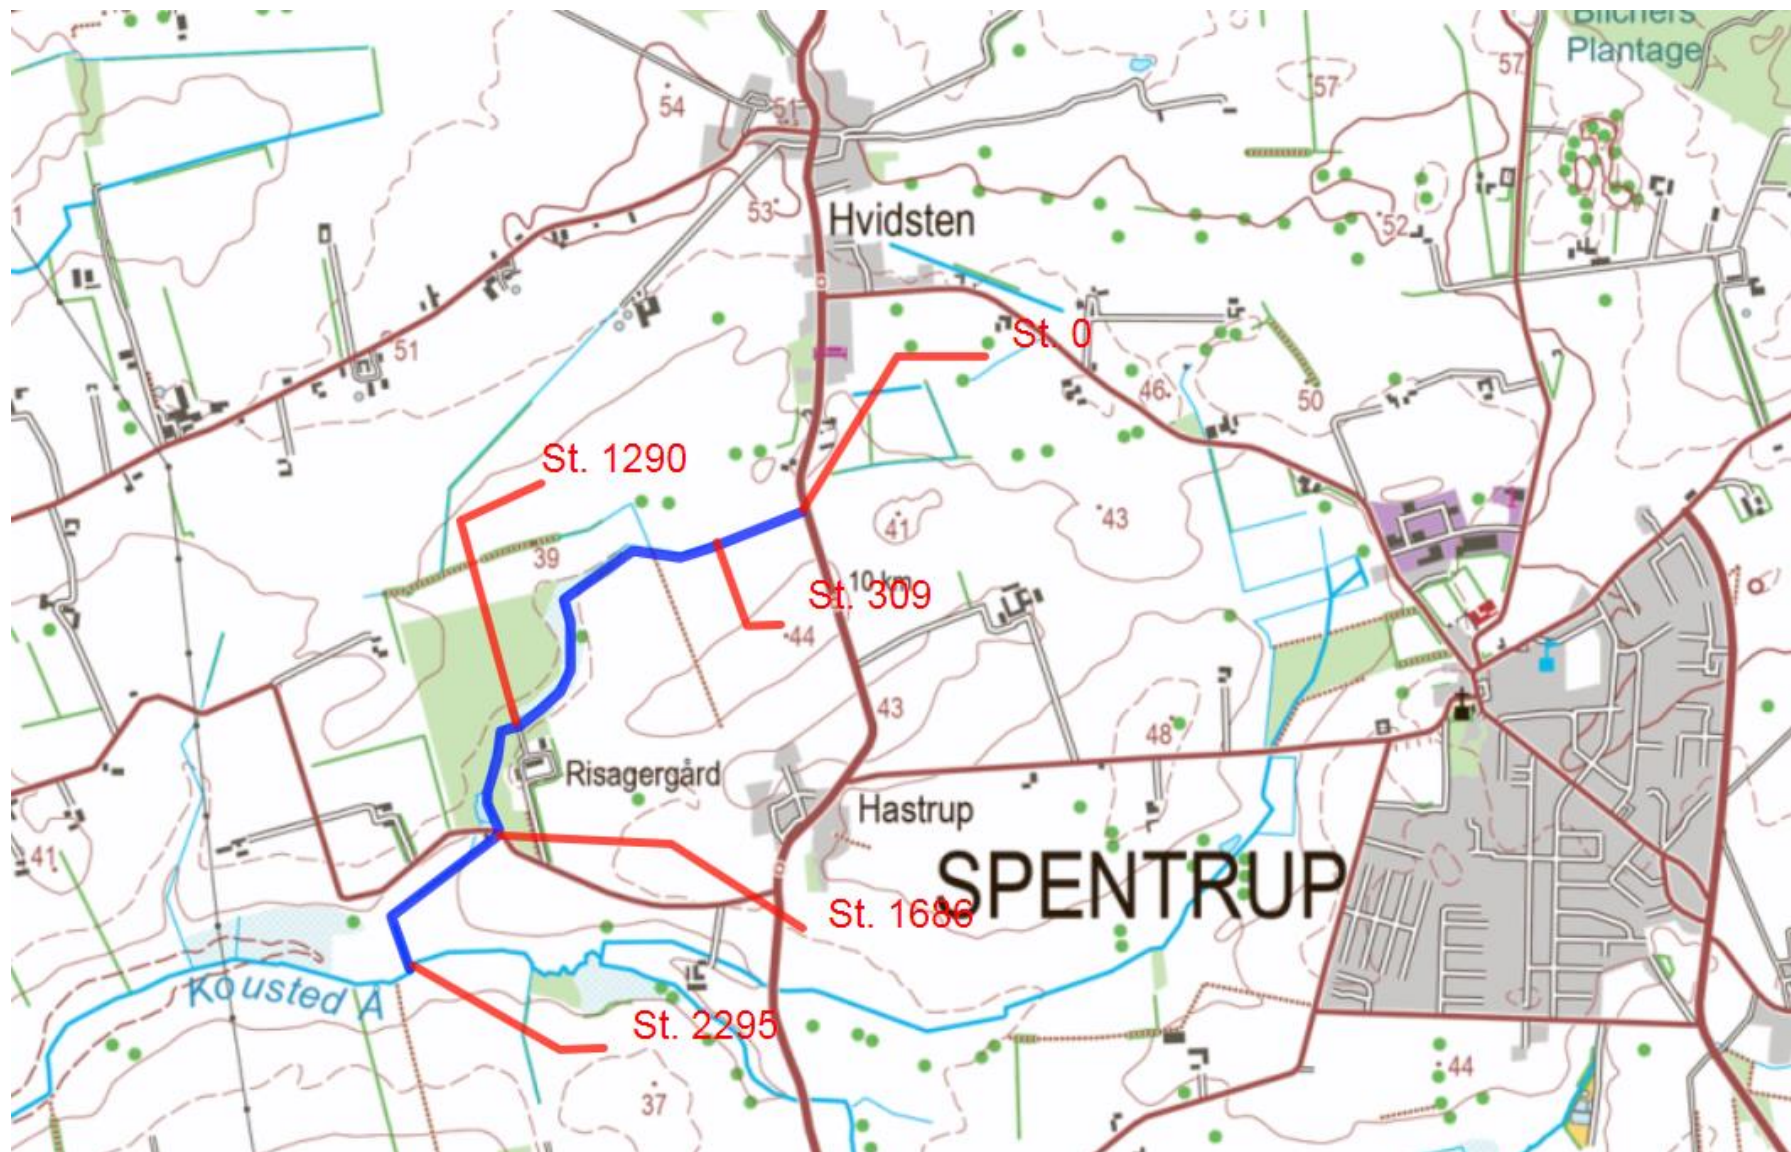 Blichers
Plantage
57
57
54
51
53
Hvidsten
52
51
St. 0
46
50
St. 1290
41
43
39
10 km
St. 309
44
43
48
Risagergård
Hastrup
41
SPENTRUP
St. 1686
Kousted Å
St. 2295
44
37